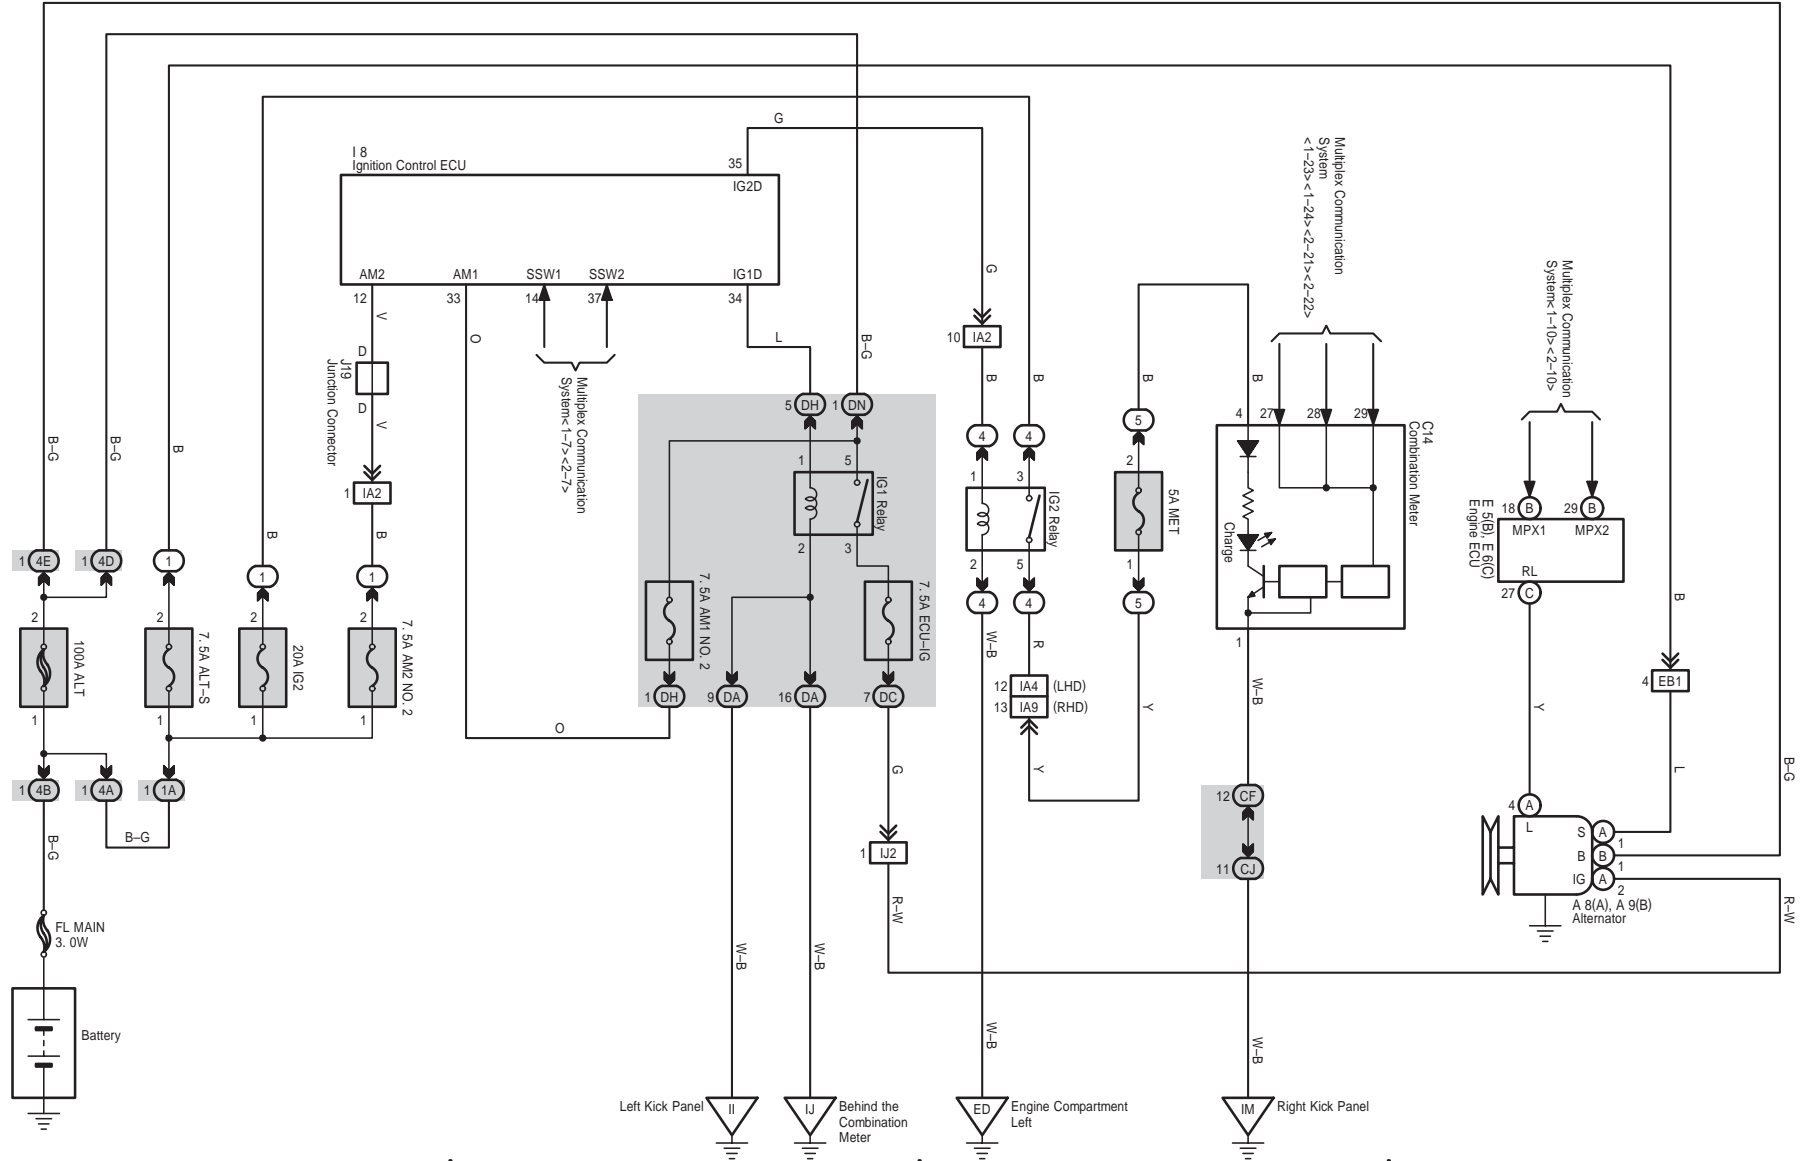 G
I 8
Ignition Control ECU
35
IG2D
AM2
AM1
SSW1
SSW2
IG1D
12
33
14
37
34
V
O
L
B–G
G
D
J19
Junction Connector
D
V
Multiplex Communication
System<1–7><2–7>
1
IA2
B
10
IA2
B
B
Multiplex Communication
System
<1–23><1–24><2–21><2–22>
Multiplex Communication
System<1–10><2–10>
B–G
B–G
B
B
1
4E
1
4D
1
1
1
2
2
2
2
100A ALT
7. 5A ALT–S
20A IG2
7. 5A AM2 NO. 2
1
1
1
1
1
4B
1
4A
1
1A
B–G
B–G
FL MAIN
3. 0W
Battery
5
DH
1
DN
1
5
IG1 Relay
2
3
7. 5A AM1 NO. 2
7. 5A ECU–IG
1
DH
9
DA
16
DA
7
DC
O
G
1
IJ2
R–W
W–B
W–B
4
4
1
3
IG2 Relay
2
5
4
4
W–B
R
12
IA4
(LHD)
13
IA9
(RHD)
Y
Y
B
B
5
2
5A MET
1
5
4
27
28
29
C14
Combination Meter
Charge
1
W–B
12
CF
11
CJ
18
B
29
B
MPX1
MPX2
E 5(B), E 6(C)
Engine ECU
RL
27
C
Y
B
4
EB1
L
B–G
4
A
L
S
A
1
B
B
1
IG
A
2
A 8(A), A 9(B)
Alternator
R–W
W–B
W–B
Left Kick Panel
II
IJ
Behind the
Combination
Meter
ED
Engine Compartment
Left
IM
Right Kick Panel